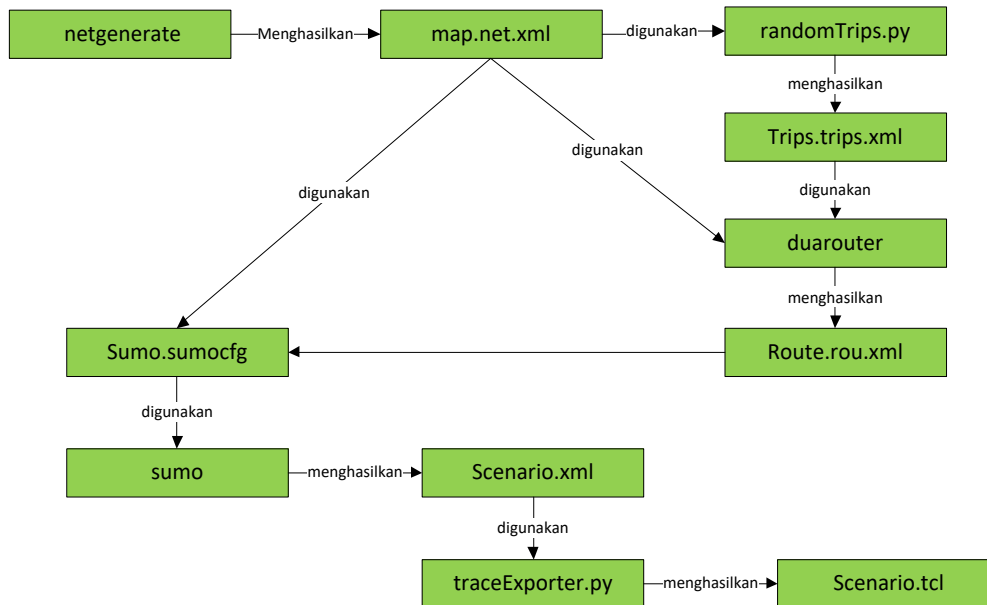 netgenerate
Menghasilkan
map.net.xml
digunakan
randomTrips.py
menghasilkan
Trips.trips.xml
digunakan
digunakan
digunakan
duarouter
menghasilkan
Sumo.sumocfg
Route.rou.xml
digunakan
sumo
menghasilkan
Scenario.xml
digunakan
traceExporter.py
menghasilkan
Scenario.tcl